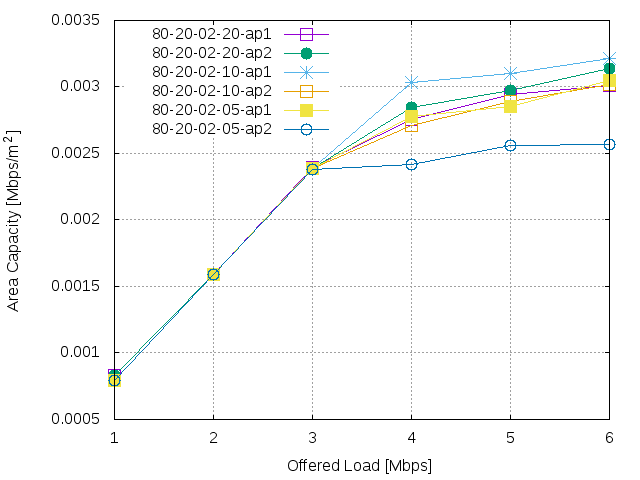 80-20-02-20-ap1
80-20-02-20-ap2
80-20-02-10-ap1
80-20-02-10-ap2
80-20-02-05-ap1
80-20-02-05-ap2
Area Capacity [Mbps/m²]
0.0035
0.003
0.0025
0.002
0.0015
0.001
0.0005
1 2 3 4 5 6
Offered Load [Mbps]